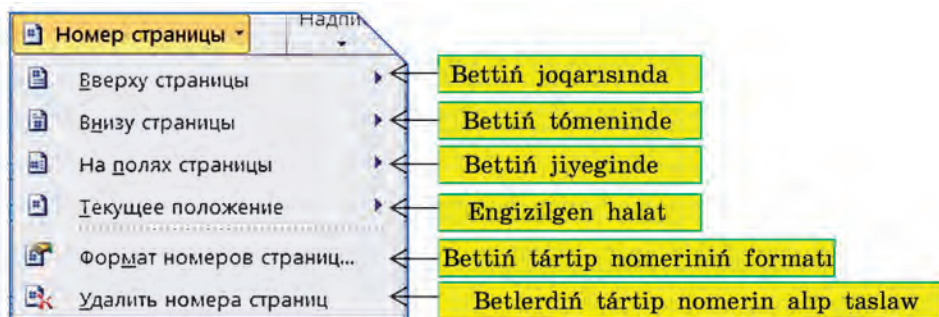 Номер страницы
Вверху страницы
Bettiń joqarısında
Внизу страницы
Bettiń tómeninde
На полях страницы
Bettiń jiyeginde
Текущее положение
Engizilgen halat
Формат номеров страниц...
Bettiń tártip nomeriniń formatı
Удалить номера страниц
Betlerdiń tártip nomerin alıp taslaw